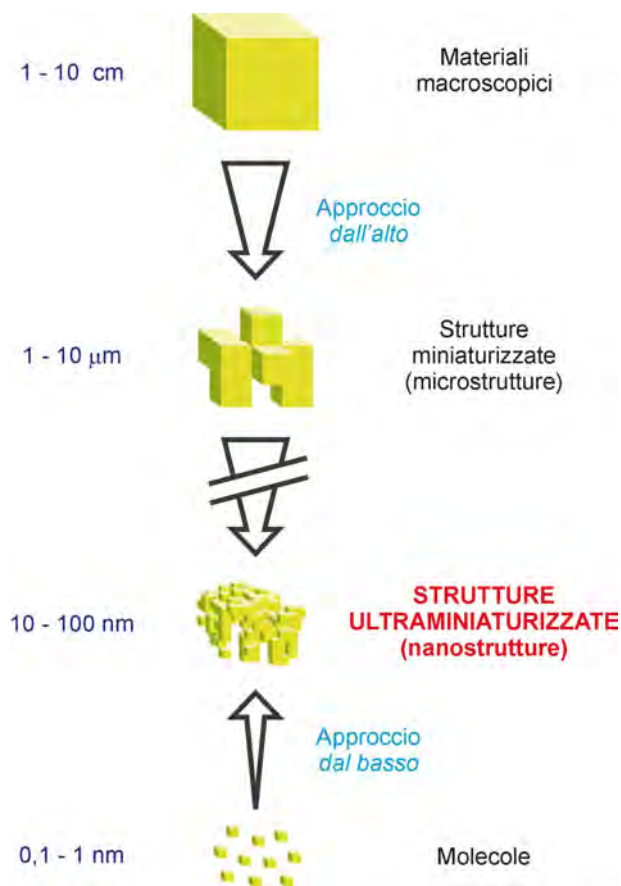 1 - 10 cm
Materiali
macroscopici
Approccio
dall'alto
1 - 10 μm
Strutture
miniaturizzate
(microstrutture)
10 - 100 nm
STRUTTURE
ULTRAMINIATURIZZATE
(nanostrutture)
Approccio
dal basso
0,1 - 1 nm
Molecole